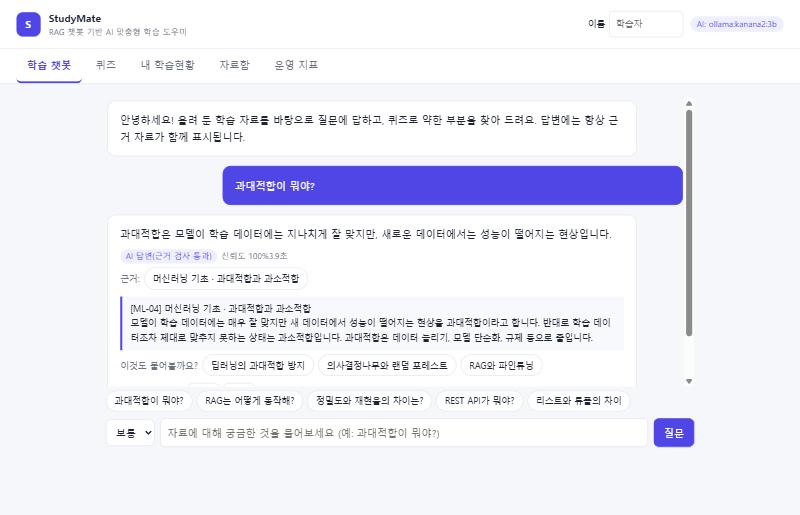 S
StudyMate
RAG 챗봇 기반 AI 맞춤형 학습 도우미
이름 학습자 AI: ollama:kanana2:3b
학습 챗봇 퀴즈 내 학습현황 자료함 운영 지표
안녕하세요! 올려 둔 학습 자료를 바탕으로 질문에 답하고, 퀴즈로 약한 부분을 찾아 드려요. 답변에는 항상 근
거 자료가 함께 표시됩니다.
과대적합이 뭐야?
과대적합은 모델이 학습 데이터에는 지나치게 잘 맞지만, 새로운 데이터에서는 성능이 떨어지는 현상입니다.
AI 답변(근거 검사 통과) 신뢰도 100%3.9초
근거: 머신러닝 기초 · 과대적합과 과소적합
[ML-04] 머신러닝 기초 · 과대적합과 과소적합
모델이 학습 데이터에는 매우 잘 맞지만 새 데이터에서 성능이 떨어지는 현상을 과대적합이라고 합니다. 반대로 학습 데이
터조차 제대로 맞추지 못하는 상태는 과소적합입니다. 과대적합은 데이터 늘리기, 모델 단순화, 규제 등으로 줄입니다.
이것도 물어볼까요? 딥러닝의 과대적합 방지 의사결정나무와 랜덤 포레스트 RAG와 파인튜닝
과대적합이 뭐야? RAG는 어떻게 동작해? 정밀도와 재현율의 차이는? REST API가 뭐야? 리스트와 튜플의 차이
보통 자료에 대해 궁금한 것을 물어보세요 (예: 과대적합이 뭐야?) 질문